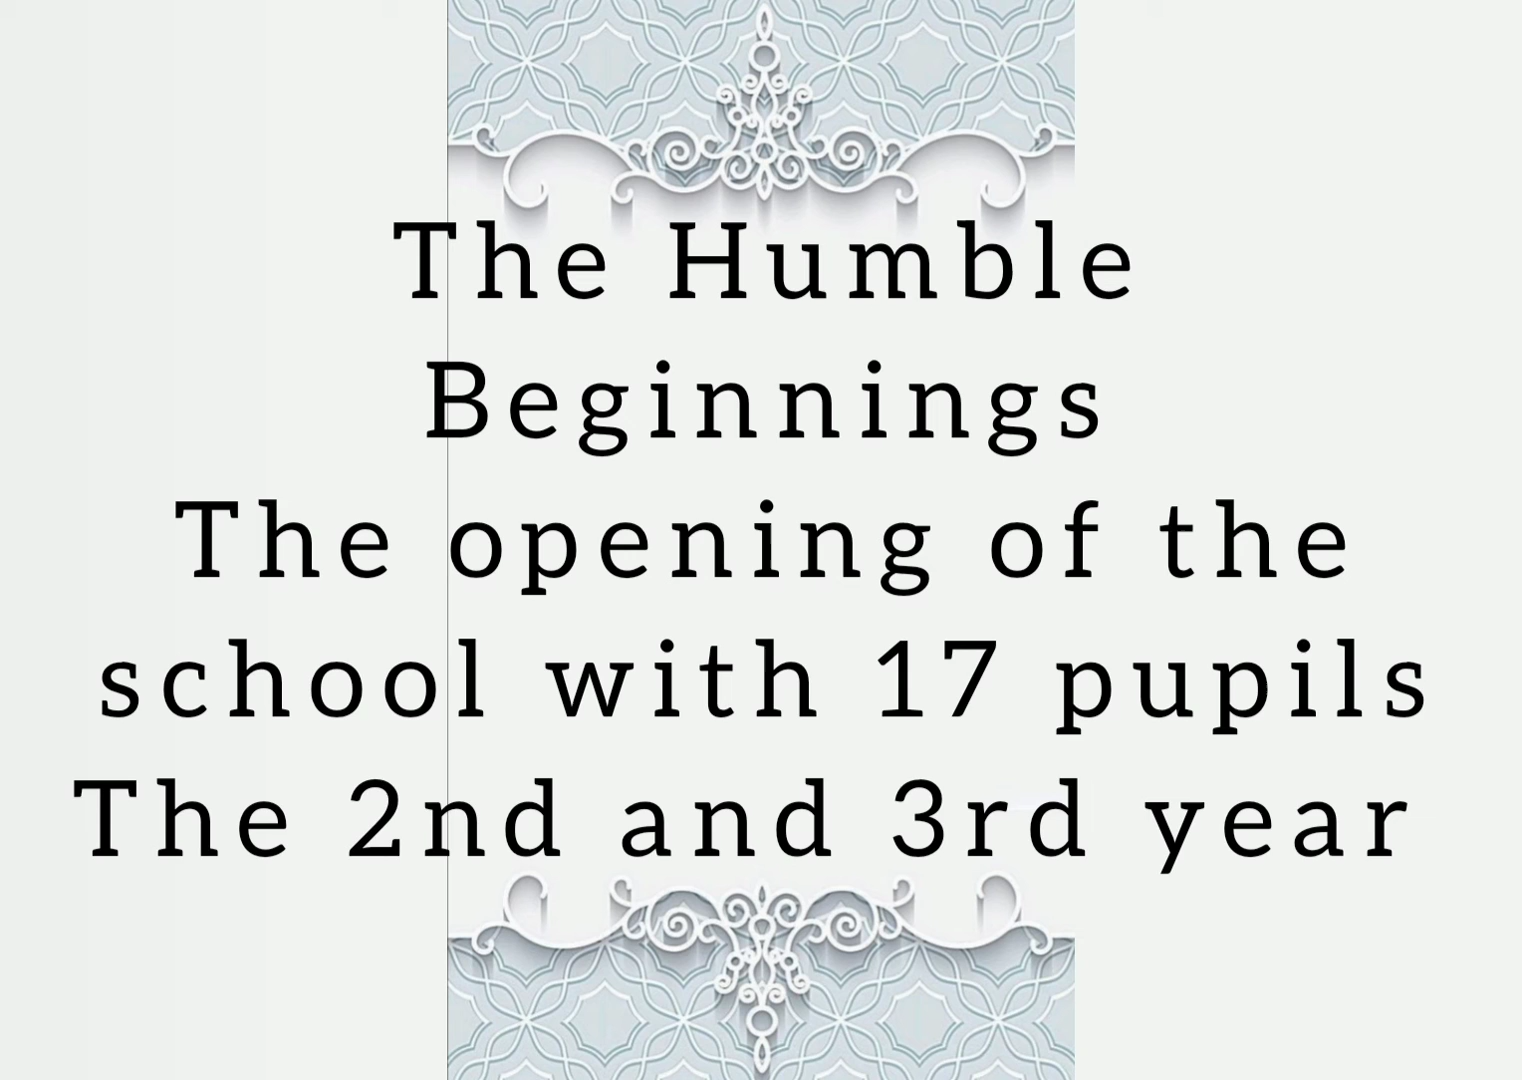 The Humble
Beginnings
The opening of the
school with 17 pupils
The 2nd and 3rd year